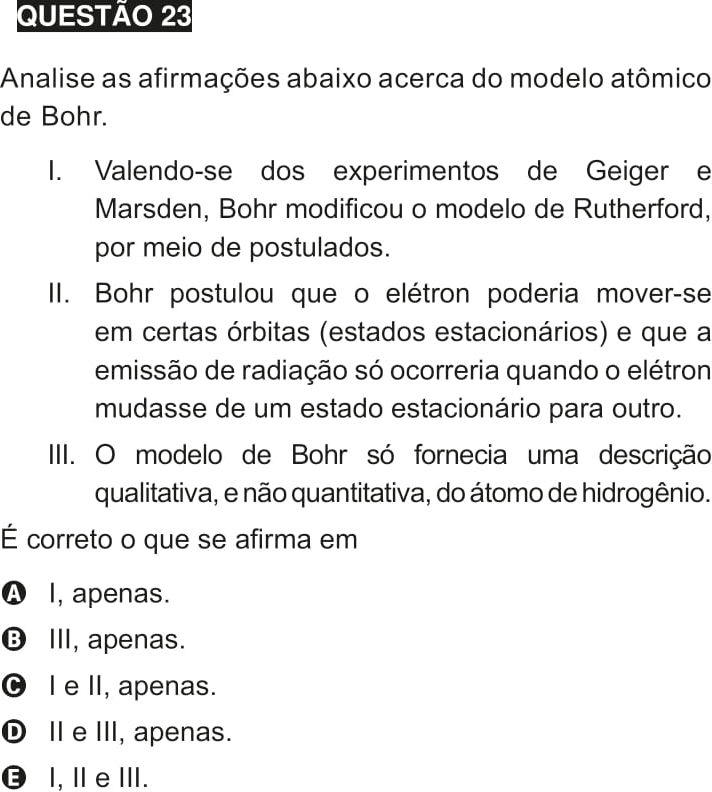 QUESTÃO 23
Analise as afirmações abaixo acerca do modelo atômico
de Bohr.
I. Valendo-se dos experimentos de Geiger e
Marsden, Bohr modificou o modelo de Rutherford,
por meio de postulados.
II. Bohr postulou que o elétron poderia mover-se
em certas órbitas (estados estacionários) e que a
emissão de radiação só ocorreria quando o elétron
mudasse de um estado estacionário para outro.
III. O modelo de Bohr só fornecia uma descrição
qualitativa, e não quantitativa, do átomo de hidrogênio.
É correto o que se afirma em
A I, apenas.
B III, apenas.
C I e II, apenas.
D II e III, apenas.
E I, II e III.